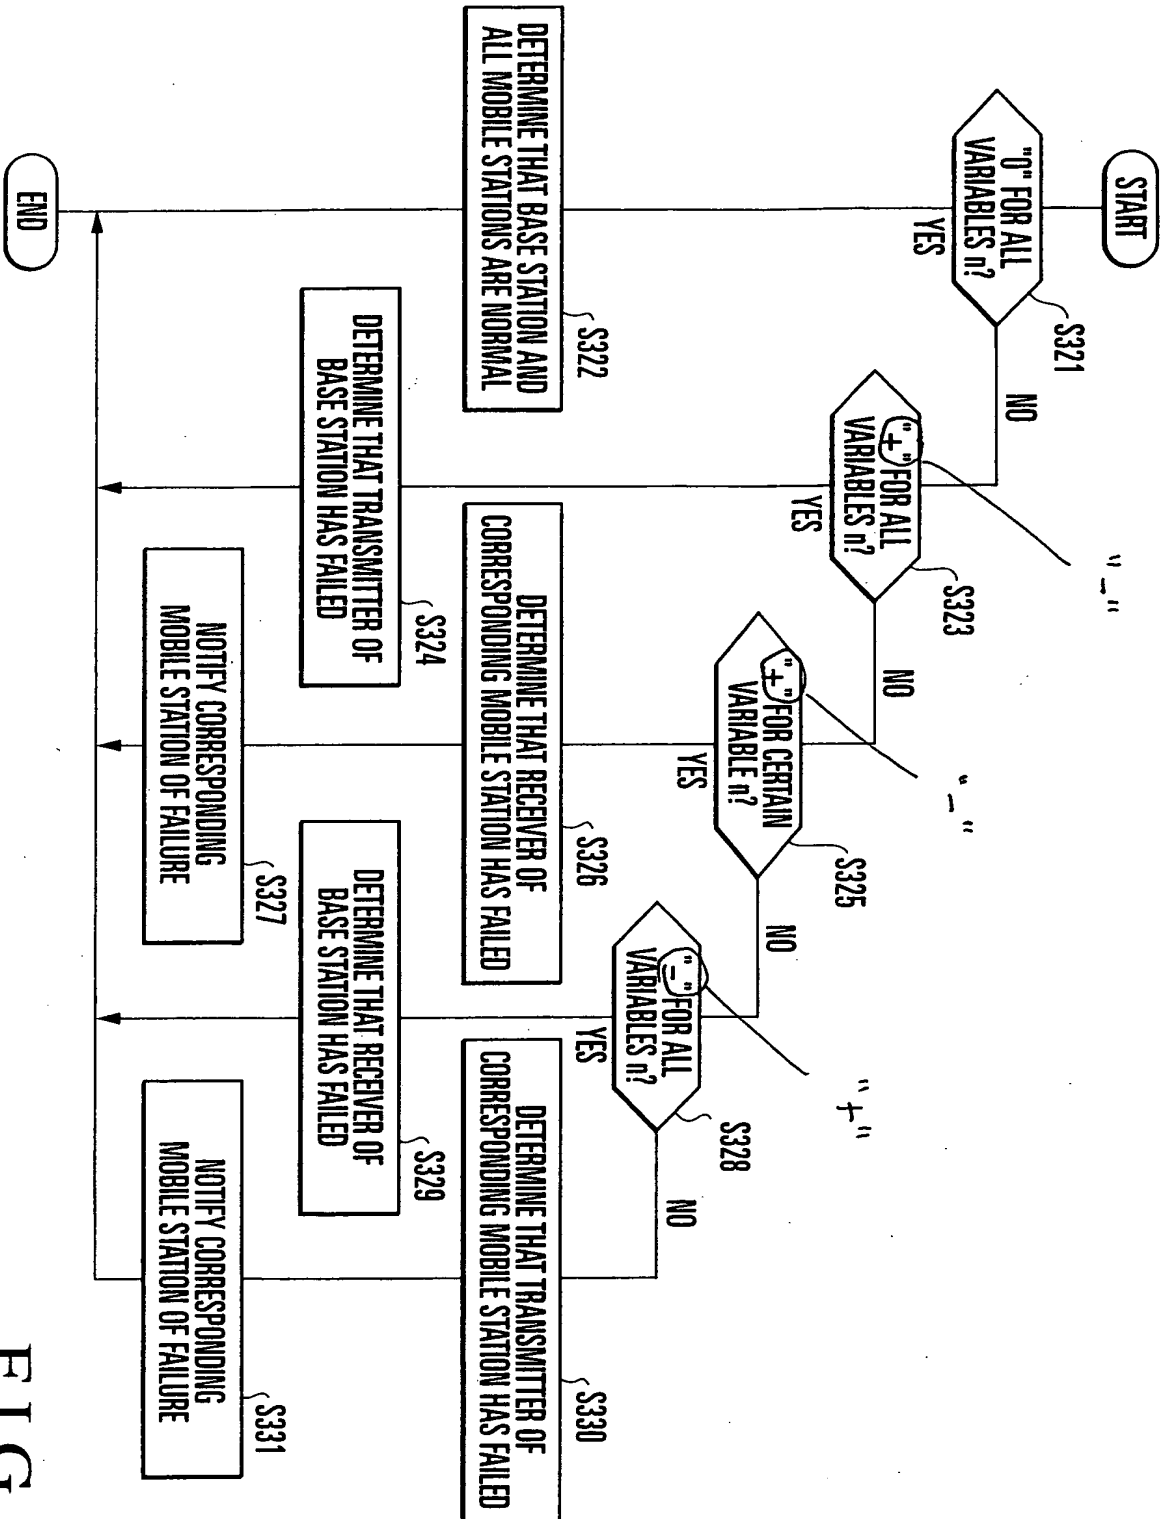 START
"0" FOR ALL
VARIABLES n?
S321
YES
NO
DETERMINE THAT BASE STATION AND
ALL MOBILE STATIONS ARE NORMAL
S322
"+" FOR ALL
VARIABLES n?
S323
"-"
YES
NO
DETERMINE THAT TRANSMITTER OF
BASE STATION HAS FAILED
S324
"+" FOR CERTAIN
VARIABLE n?
S325
"-"
YES
NO
DETERMINE THAT RECEIVER OF
CORRESPONDING MOBILE STATION HAS FAILED
S326
NOTIFY CORRESPONDING
MOBILE STATION OF FAILURE
S327
"-" FOR ALL
VARIABLES n?
S328
"+"
YES
NO
DETERMINE THAT RECEIVER OF
BASE STATION HAS FAILED
S329
DETERMINE THAT TRANSMITTER OF
CORRESPONDING MOBILE STATION HAS FAILED
S330
NOTIFY CORRESPONDING
MOBILE STATION OF FAILURE
S331
END
FIG